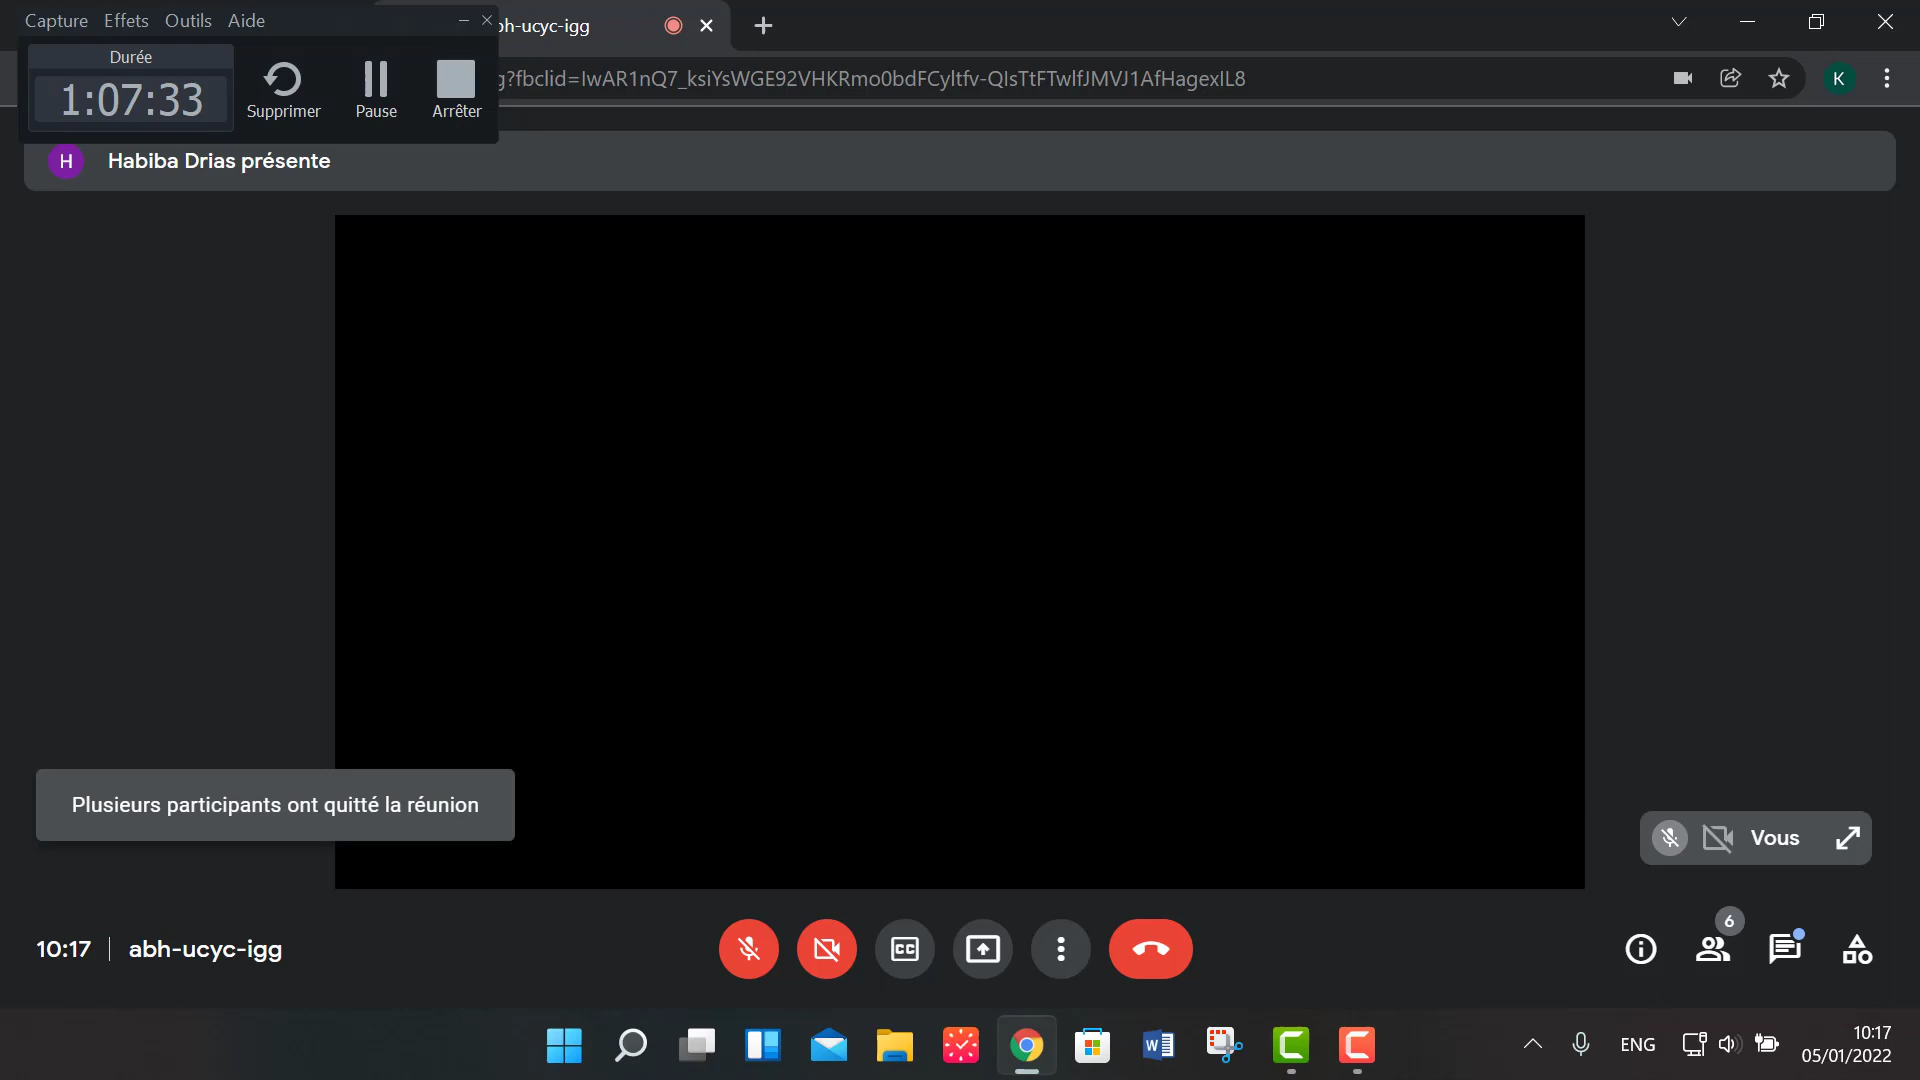 Capture Effets Outils Aide
bh-ucyc-igg
Durée
1:07:33
Supprimer
Pause
Arrêter
g?fbclid=IwAR1nQ7_ksiYsWGE92VHKRmo0bdFCyltfv-QIsTtFTwlfJMVJ1AfHagexIL8
K
H
Habiba Drias présente
Plusieurs participants ont quitté la réunion
Vous
10:17
abh-ucyc-igg
CC
6
W
ENG
10:17
05/01/2022